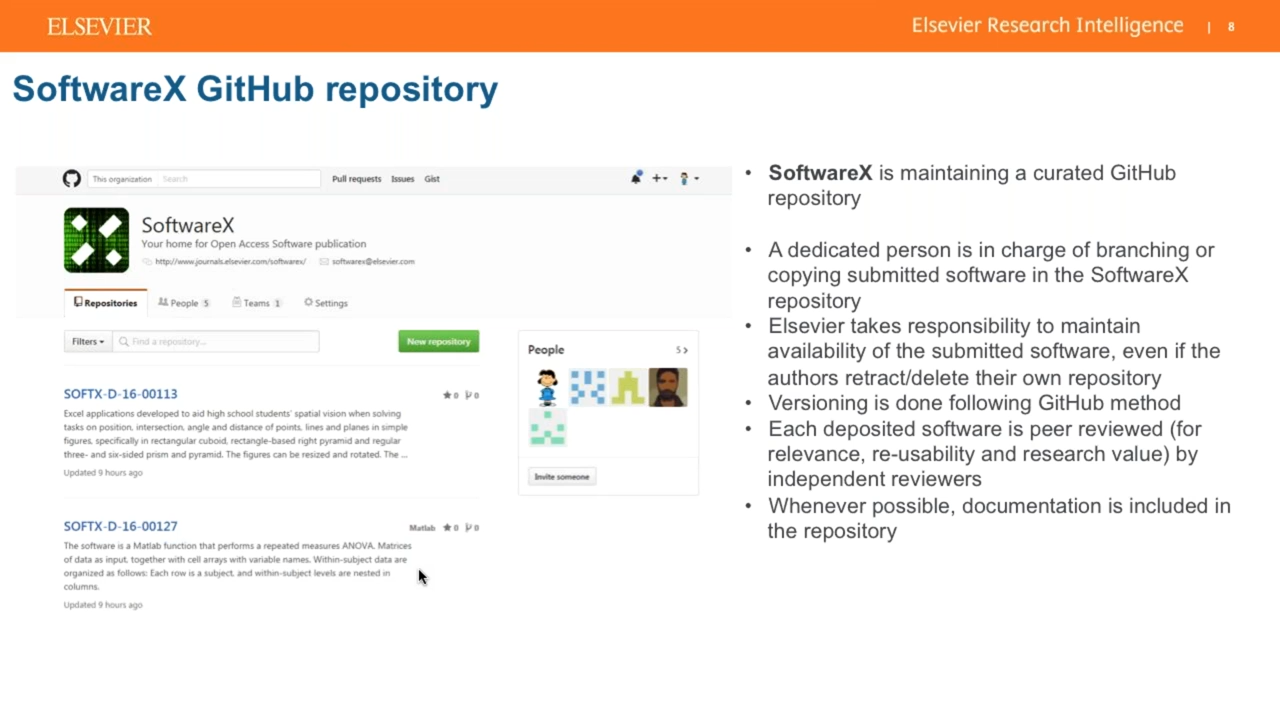 ELSEVIER
Elsevier Research Intelligence | 8
SoftwareX GitHub repository
This organization Search
Pull requests Issues Gist
SoftwareX
Your home for Open Access Software publication
http://www.journals.elsevier.com/softwarex/ softwarex@elsevier.com
Repositories People 5 Teams 1 Settings
Filters Find a repository... New repository
SOFTX-D-16-00113 0 0
Excel applications developed to aid high school students' spatial vision when solving
tasks on position, intersection, angle and distance of points, lines and planes in simple
figures, specifically in rectangular cuboid, rectangle-based right pyramid and regular
three- and six-sided prism and pyramid. The figures can be resized and rotated. The ...
Updated 9 hours ago
SOFTX-D-16-00127 Matlab 0 0
The software is a Matlab function that performs a repeated measures ANOVA. Matrices
of data as input, together with cell arrays with variable names. Within-subject data are
organized as follows: Each row is a subject, and within-subject levels are nested in
columns.
Updated 9 hours ago
People 5 >
Invite someone
• SoftwareX is maintaining a curated GitHub
repository
• A dedicated person is in charge of branching or
copying submitted software in the SoftwareX
repository
• Elsevier takes responsibility to maintain
availability of the submitted software, even if the
authors retract/delete their own repository
• Versioning is done following GitHub method
• Each deposited software is peer reviewed (for
relevance, re-usability and research value) by
independent reviewers
• Whenever possible, documentation is included in
the repository